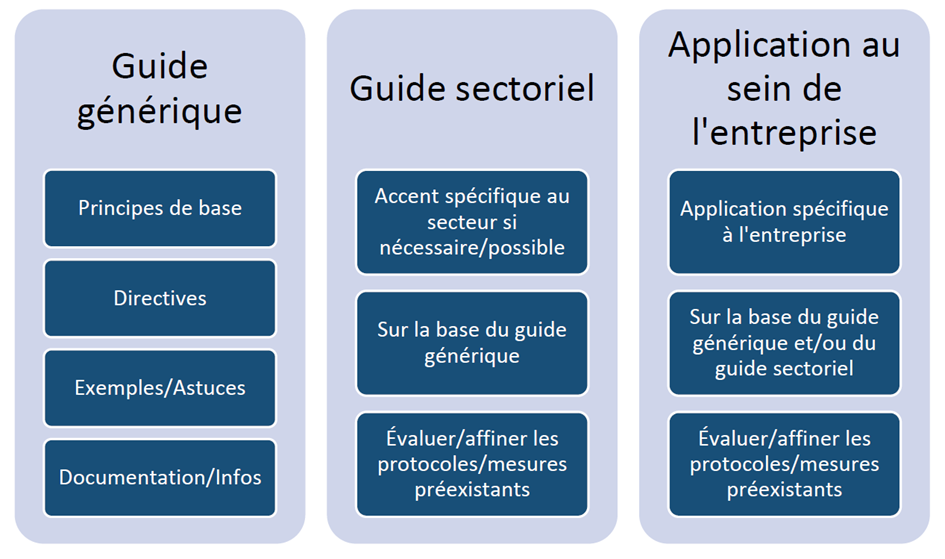 Guide
générique
Principes de base
Directives
Exemples/Astuces
Documentation/Infos
Guide sectoriel
Accent spécifique au
secteur si
nécessaire/possible
Sur la base du guide
générique
Évaluer/affiner les
protocoles/mesures
préexistants
Application au
sein de
l'entreprise
Application spécifique
à l'entreprise
Sur la base du guide
générique et/ou du
guide sectoriel
Évaluer/affiner les
protocoles/mesures
préexistants